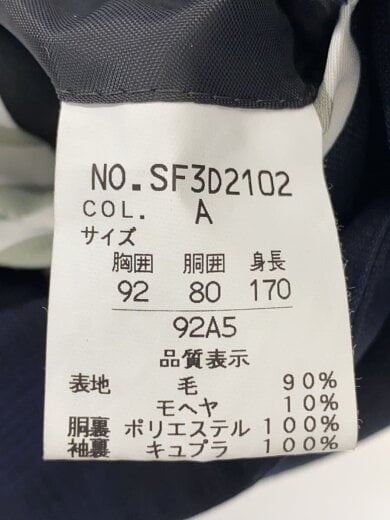 NO.SF3D2102
COL. A
サイズ
胸囲 胴囲 身長
92 80 170
92A5
品質表示
表地 毛 90%
モヘヤ 10%
胴裏 ポリエステル 100%
袖裏 キュプラ 100%